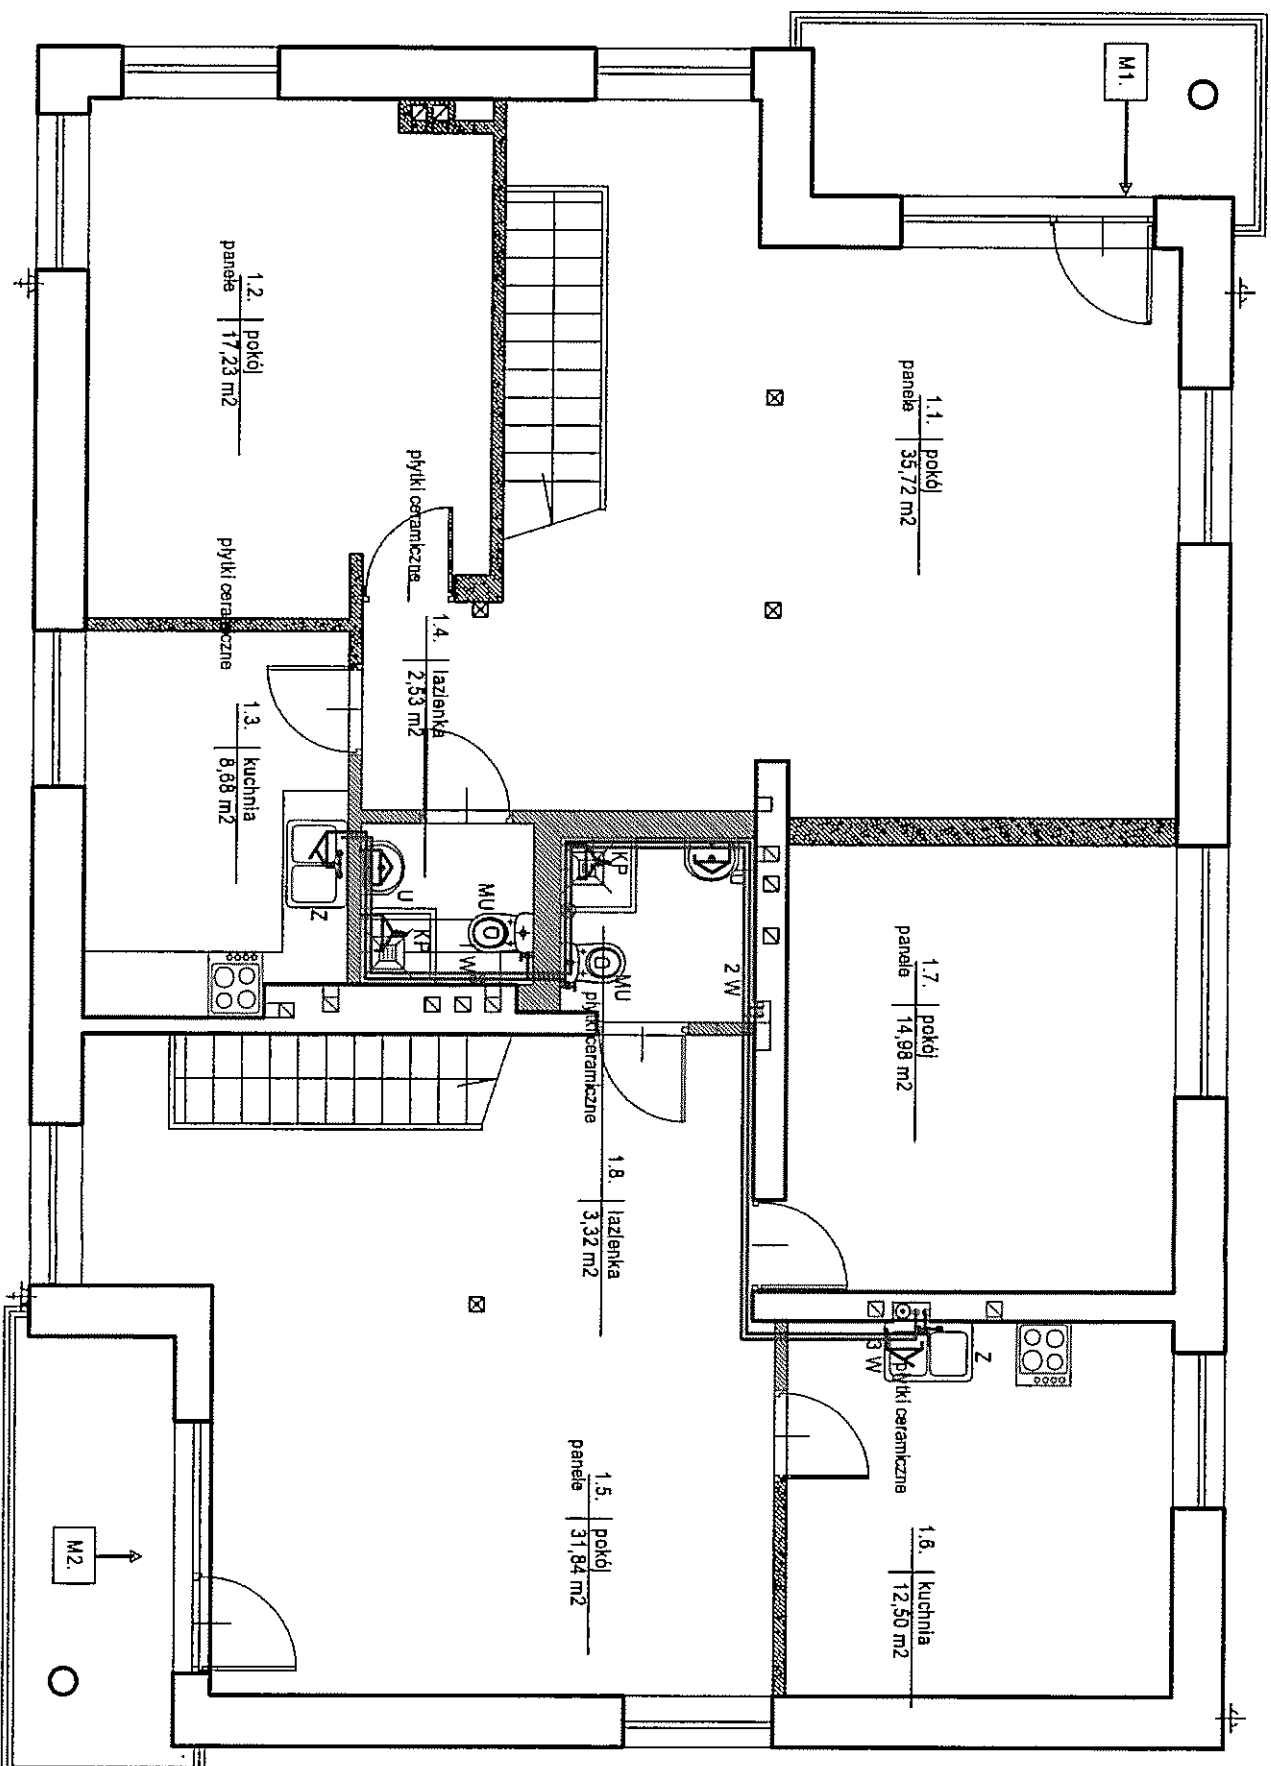 M1.
1.1. pokój
panele 35,72 m2
1.2. pokój
panele 17,23 m2
płytki ceramiczne
1.4. łazienka
2,53 m2
płytki ceramiczne
1.3. kuchnia
8,68 m2
Z
U
KP
MU
W
KP
MU
2 W
płytki ceramiczne
1.8. łazienka
3,32 m2
1.7. pokój
panele 14,98 m2
Z
3 W
płytki ceramiczne
1.6. kuchnia
12,50 m2
1.5. pokój
panele 31,84 m2
M2.